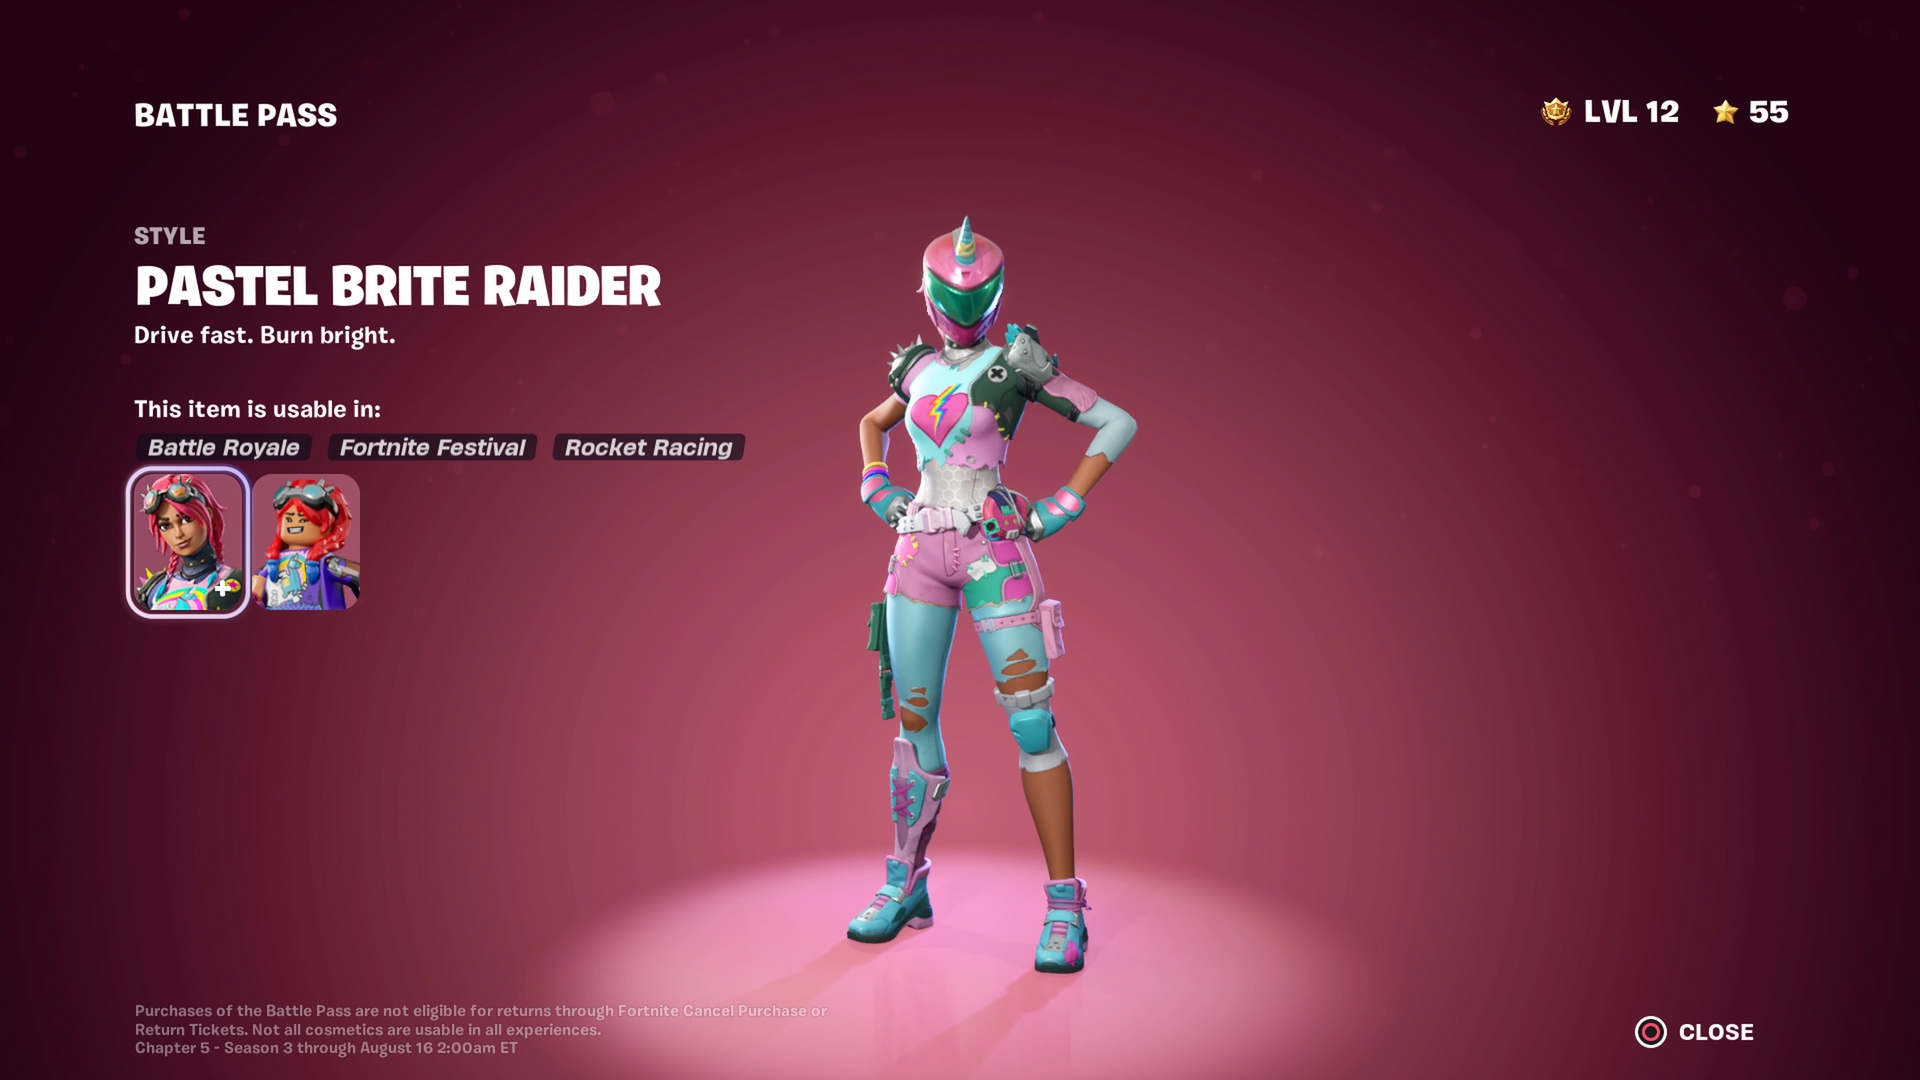 BATTLE PASS
LVL 12
55
STYLE
PASTEL BRITE RAIDER
Drive fast. Burn bright.
This item is usable in:
Battle Royale
Fortnite Festival
Rocket Racing
Purchases of the Battle Pass are not eligible for returns through Fortnite Cancel Purchase or
Return Tickets. Not all cosmetics are usable in all experiences.
Chapter 5 - Season 3 through August 16 2:00am ET
CLOSE